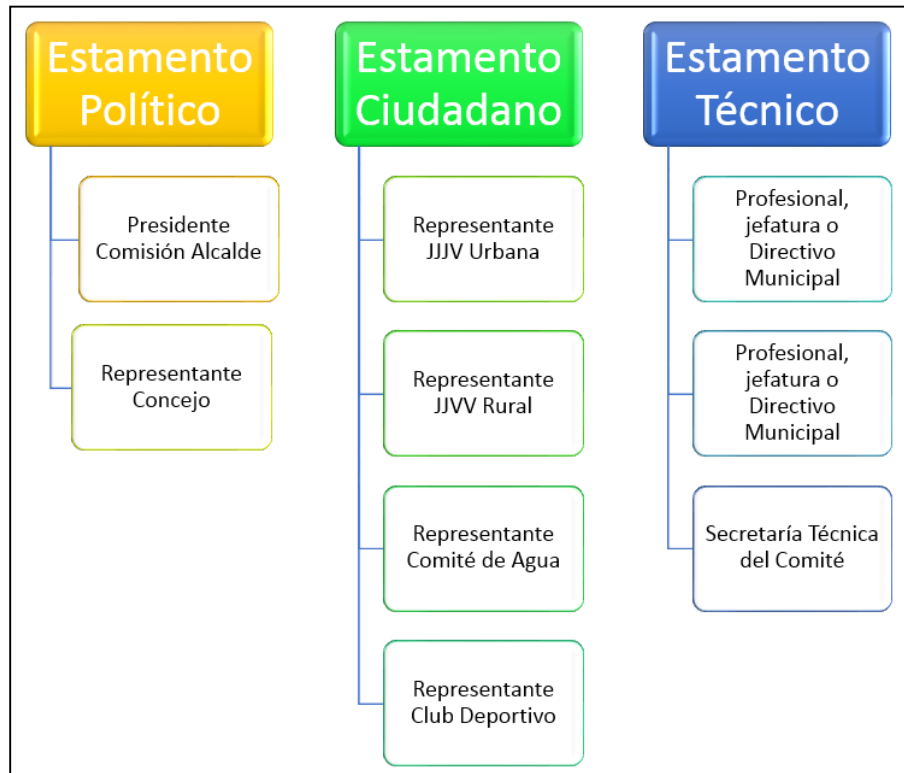 Estamento
Político
Presidente
Comisión Alcalde
Representante
Concejo
Estamento
Ciudadano
Representante
JJJV Urbana
Representante
JJVV Rural
Representante
Comité de Agua
Representante
Club Deportivo
Estamento
Técnico
Profesional,
jefatura o
Directivo
Municipal
Profesional,
jefatura o
Directivo
Municipal
Secretaría Técnica
del Comité